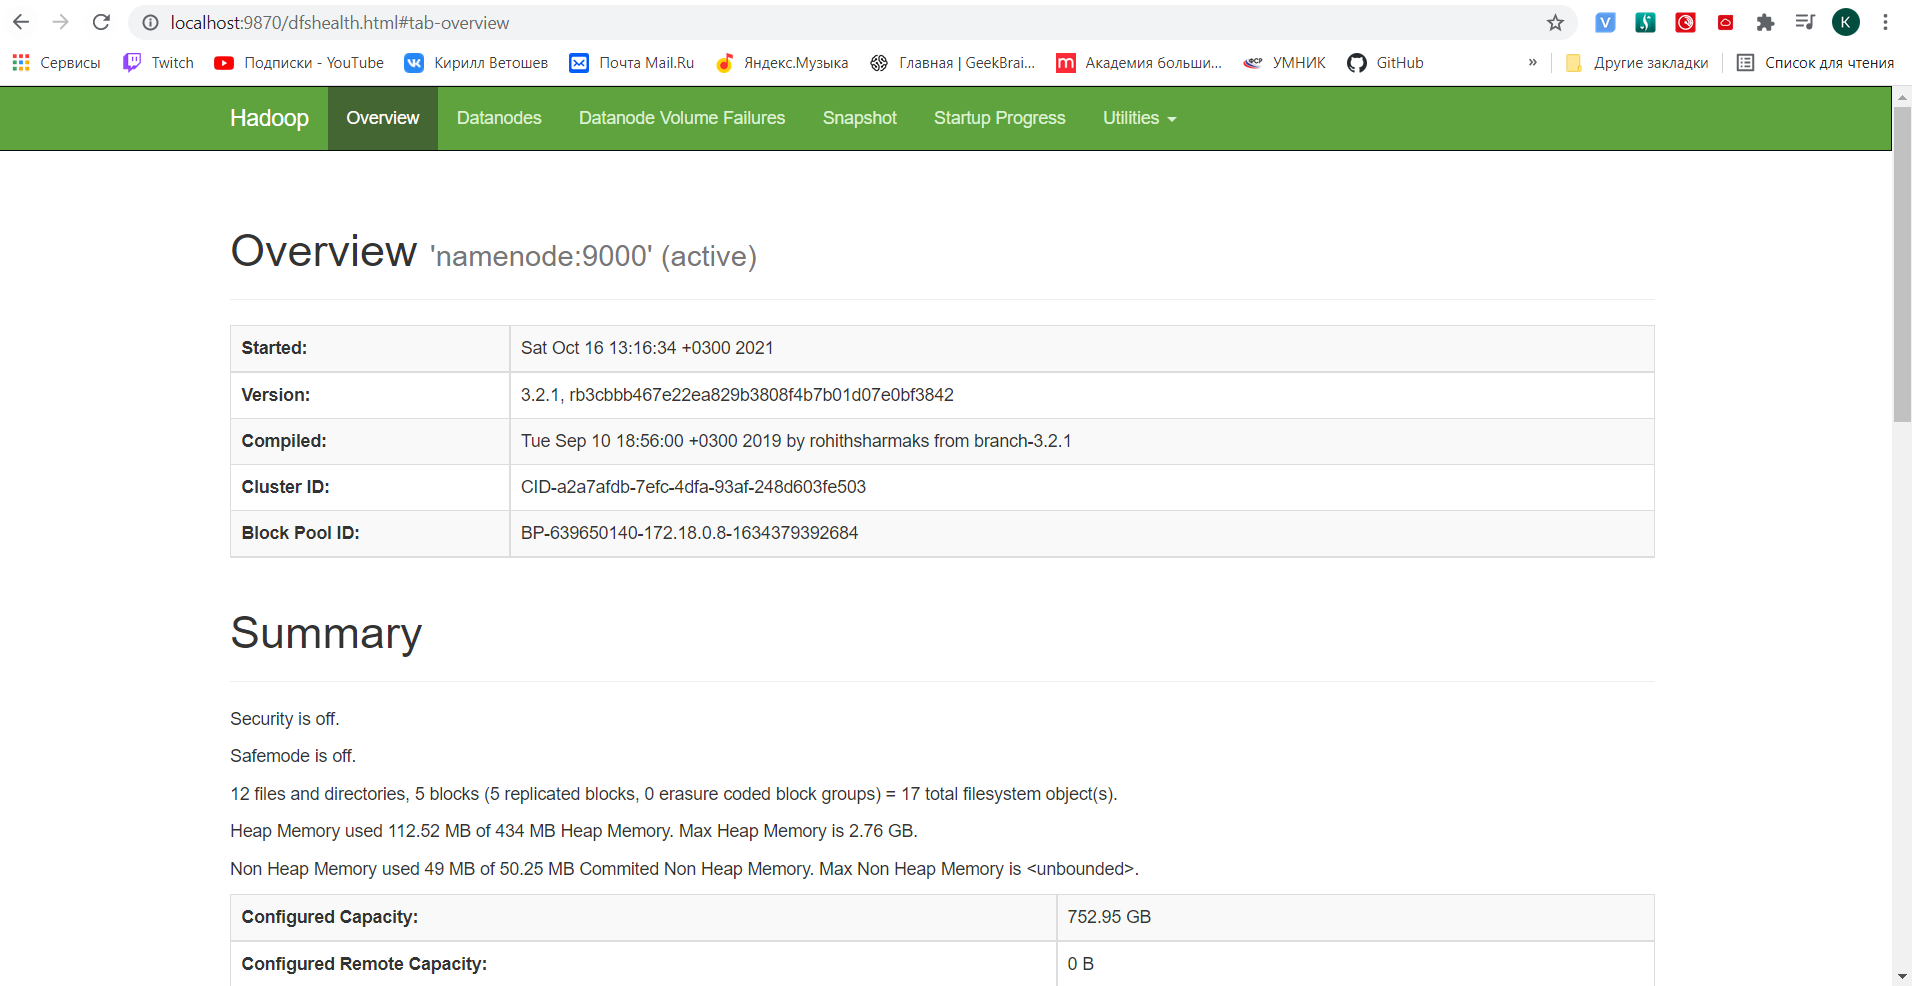 localhost:9870/dfshealth.html#tab-overview
K
Сервисы Twitch Подписки - YouTube Кирилл Ветошев Почта Mail.Ru Яндекс.Музыка Главная | GeekBrai... Академия больши... УМНИК GitHub » Другие закладки Список для чтения
Hadoop Overview Datanodes Datanode Volume Failures Snapshot Startup Progress Utilities
Overview 'namenode:9000' (active)
Started: Sat Oct 16 13:16:34 +0300 2021
Version: 3.2.1, rb3cbbb467e22ea829b3808f4b7b01d07e0bf3842
Compiled: Tue Sep 10 18:56:00 +0300 2019 by rohithsharmaks from branch-3.2.1
Cluster ID: CID-a2a7afdb-7efc-4dfa-93af-248d603fe503
Block Pool ID: BP-639650140-172.18.0.8-1634379392684
Summary
Security is off.
Safemode is off.
12 files and directories, 5 blocks (5 replicated blocks, 0 erasure coded block groups) = 17 total filesystem object(s).
Heap Memory used 112.52 MB of 434 MB Heap Memory. Max Heap Memory is 2.76 GB.
Non Heap Memory used 49 MB of 50.25 MB Commited Non Heap Memory. Max Non Heap Memory is <unbounded>.
Configured Capacity: 752.95 GB
Configured Remote Capacity: 0 B